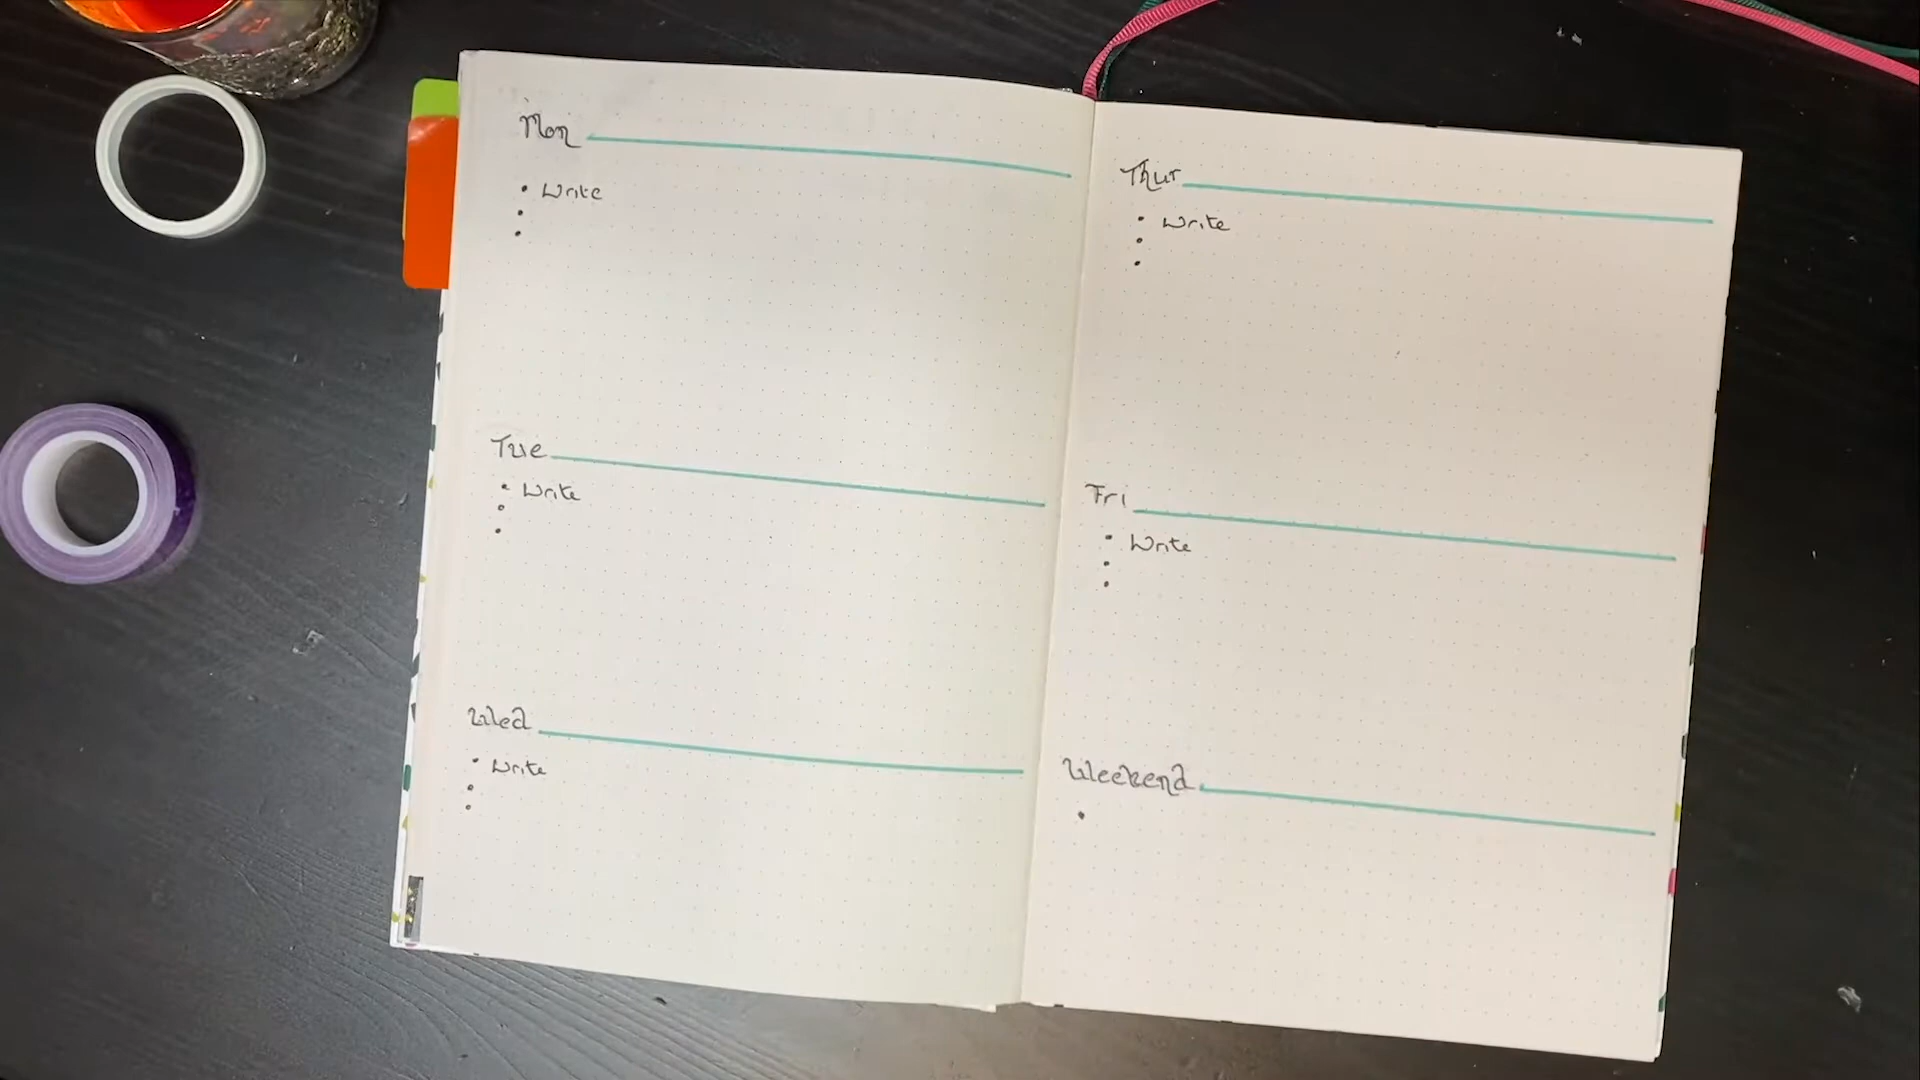 Mon
• Write
•
•
Tue
• Write
•
•
Wed
• Write
•
•
Thur
• Write
•
•
Fri
• Write
•
•
Weekend
•